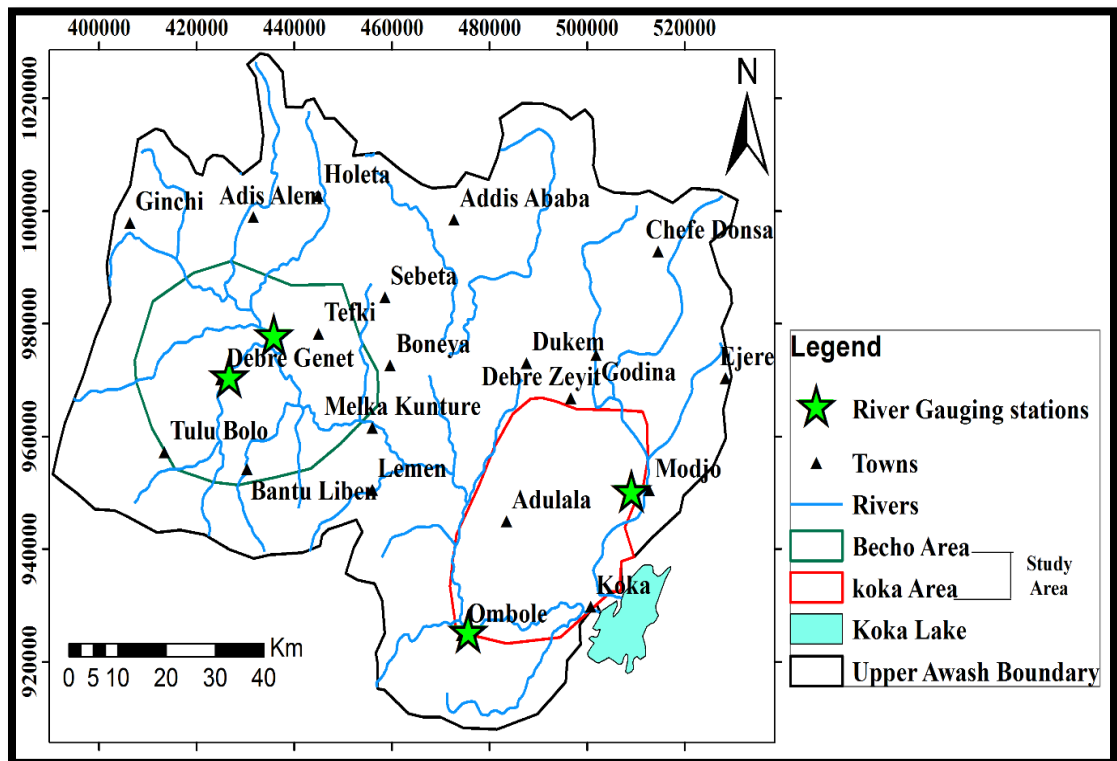 400000 420000 440000 460000 480000 500000 520000
1020000
1000000
980000
960000
940000
920000
N
Holeta
Ginchi
Adis Alem
Addis Ababa
Chefe Donsa
Sebeta
Tefki
Boneya
Dukem
Ejere
Debre Genet
Debre Zeyit
Godina
Melka Kunture
Tulu Bolo
Lemen
Modjo
Bantu Liben
Adulala
Koka
Ombole
Km
0 5 10 20 30 40
Legend
River Gauging stations
Towns
Rivers
Becho Area
koka Area
Study
Area
Koka Lake
Upper Awash Boundary